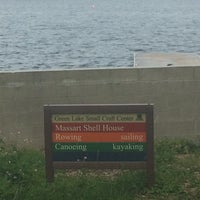 Green Lake Small Craft Center
Massart Shell House
Rowing sailing
Canoeing kayaking